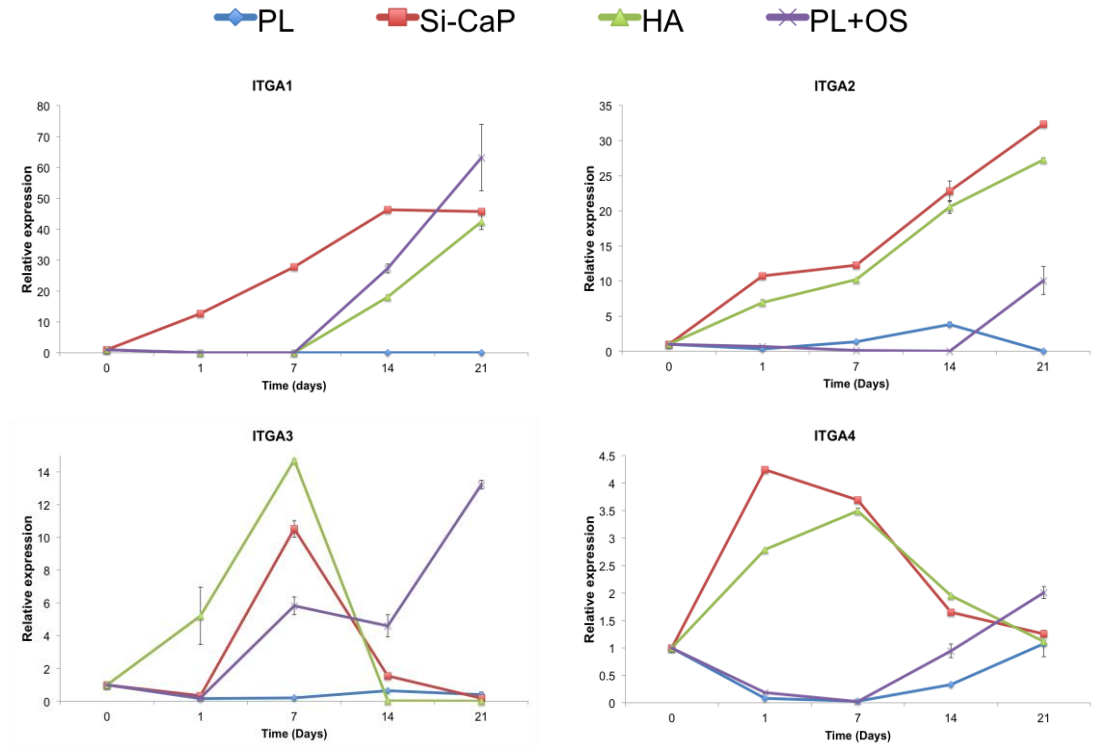 PL Si-CaP HA PL+OS
ITGA1
Relative expression
80
70
60
50
40
30
20
10
0
0 1 7 14 21
Time (days)
ITGA2
Relative expression
35
30
25
20
15
10
5
0
0 1 7 14 21
Time (Days)
ITGA3
Relative expression
14
12
10
8
6
4
2
0
0 1 7 14 21
Time (Days)
ITGA4
Relative expression
4.5
4
3.5
3
2.5
2
1.5
1
0.5
0
0 1 7 14 21
Time (Days)